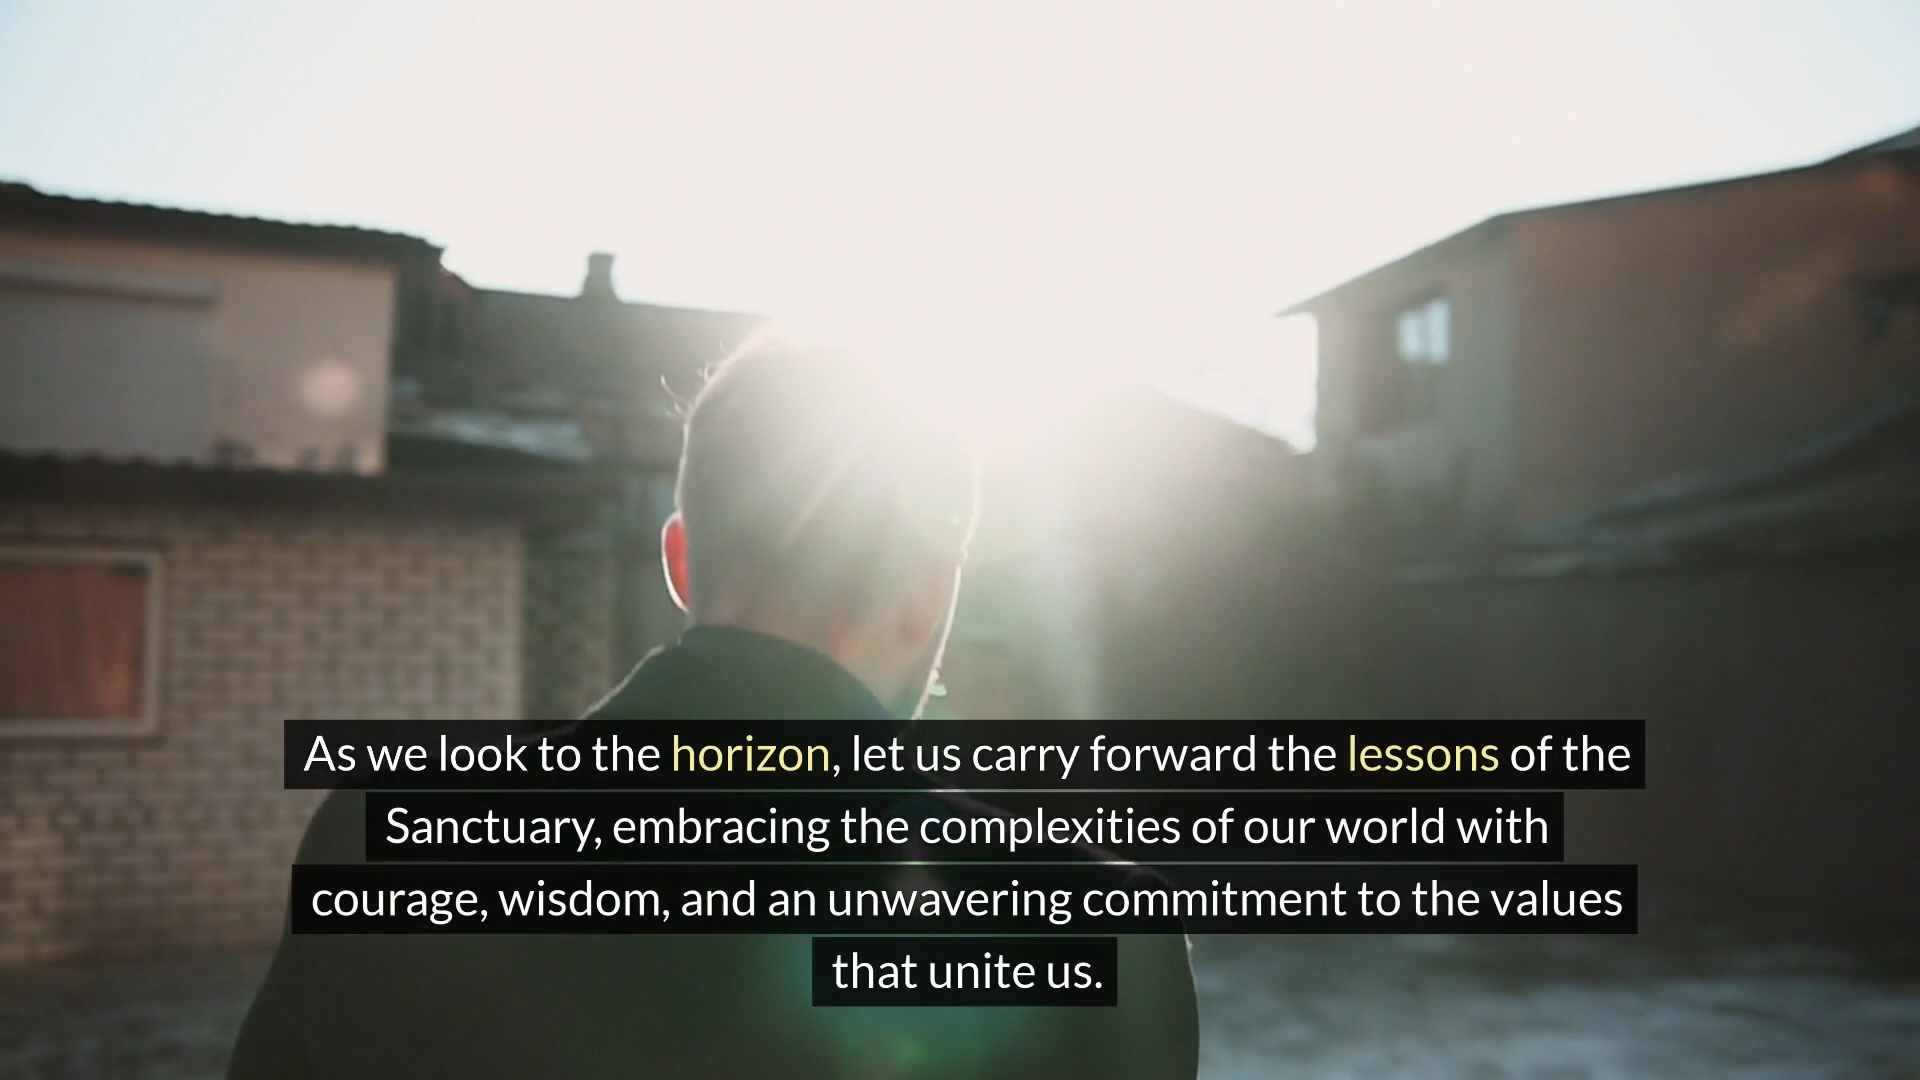 As we look to the horizon, let us carry forward the lessons of the
Sanctuary, embracing the complexities of our world with
courage, wisdom, and an unwavering commitment to the values
that unite us.